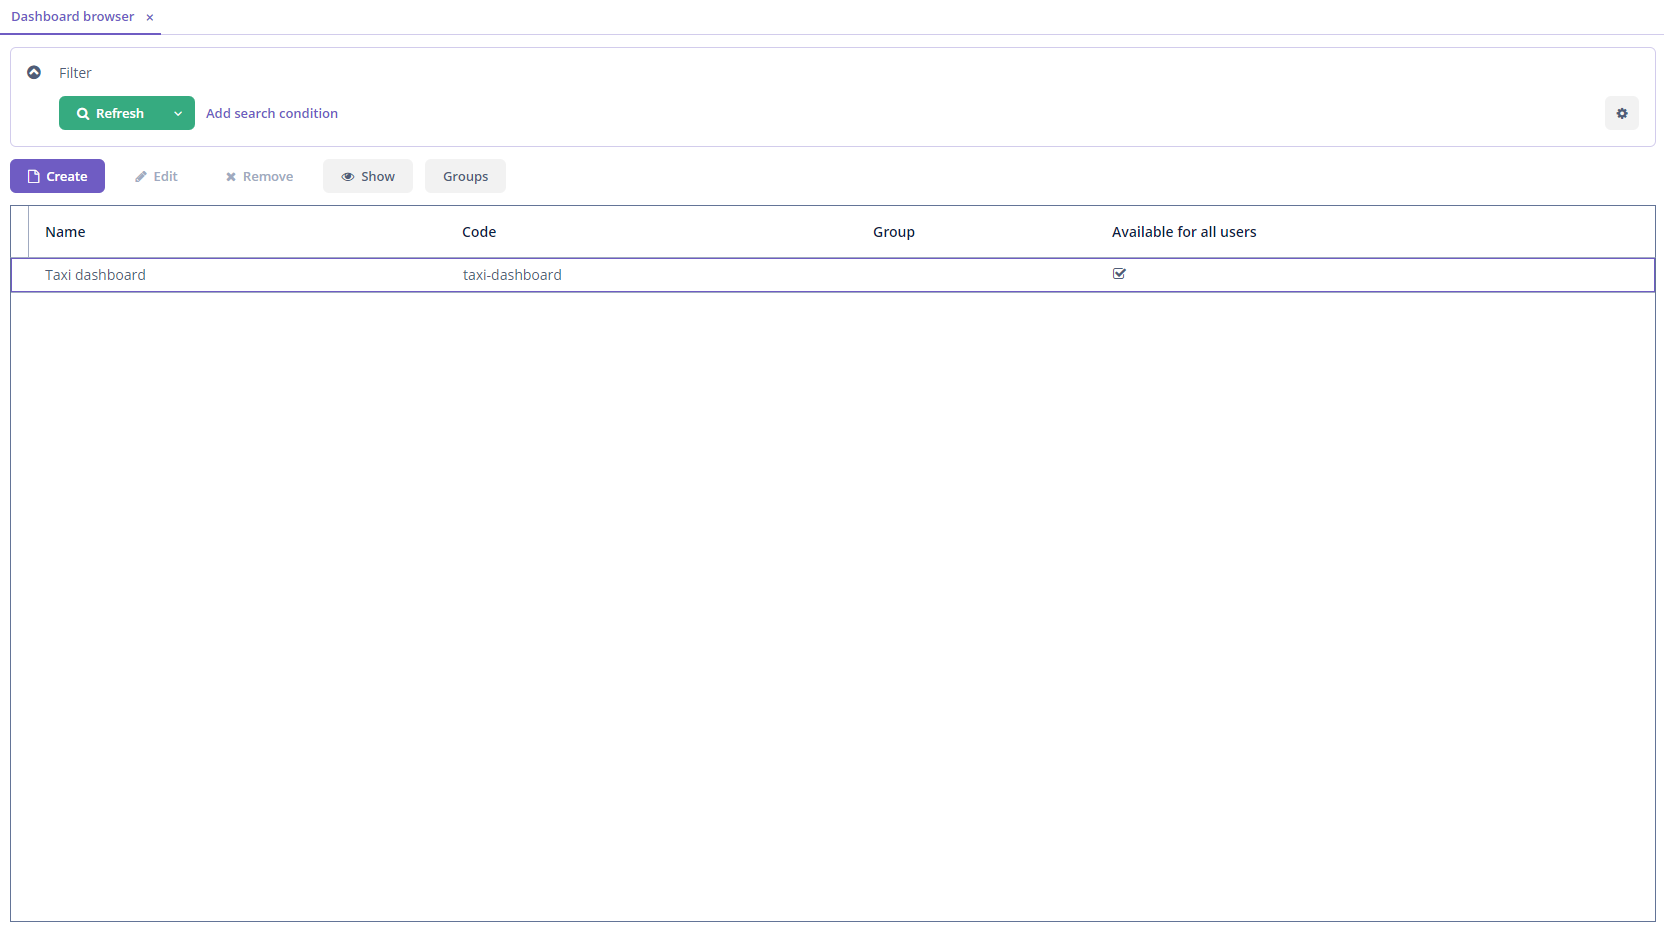 Dashboard browser ×
Filter
Refresh Add search condition
Create Edit Remove Show Groups
Name Code Group Available for all users
Taxi dashboard taxi-dashboard